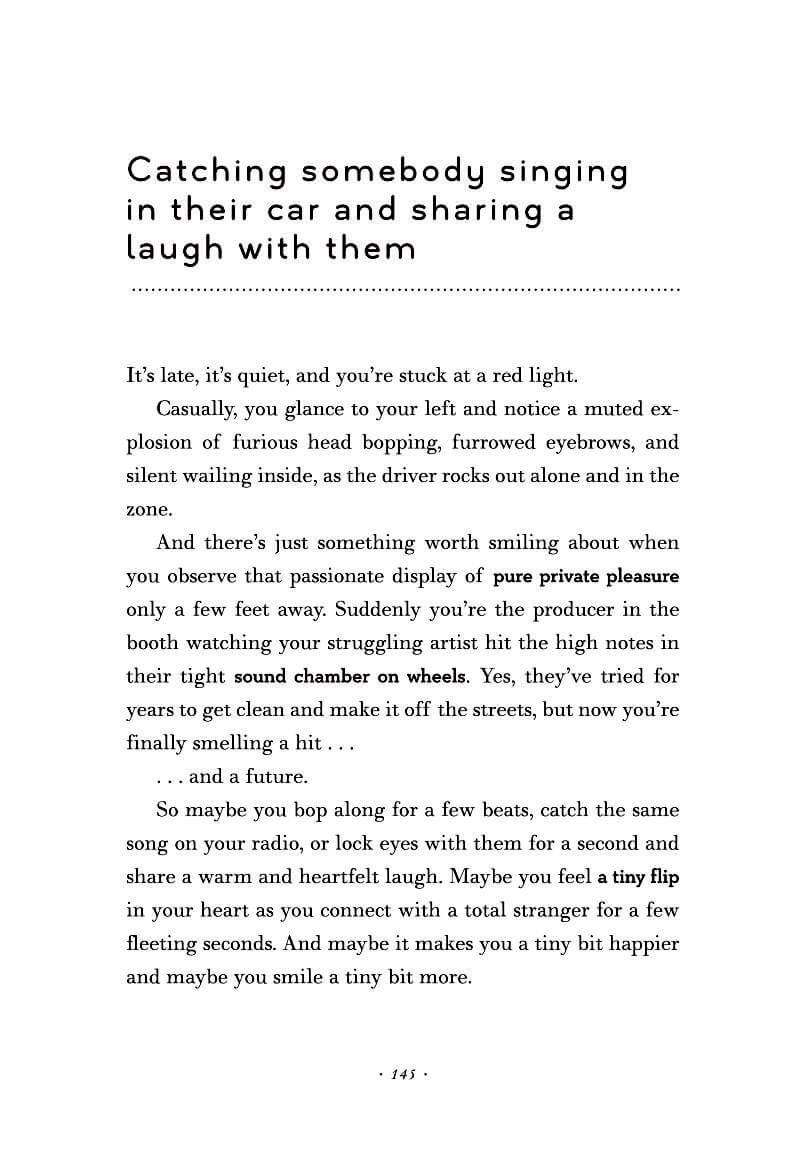 Catching somebody singing
in their car and sharing a
laugh with them
It’s late, it’s quiet, and you’re stuck at a red light.
Casually, you glance to your left and notice a muted ex-
plosion of furious head bopping, furrowed eyebrows, and
silent wailing inside, as the driver rocks out alone and in the
zone.
And there’s just something worth smiling about when
you observe that passionate display of pure private pleasure
only a few feet away. Suddenly you’re the producer in the
booth watching your struggling artist hit the high notes in
their tight sound chamber on wheels. Yes, they’ve tried for
years to get clean and make it off the streets, but now you’re
finally smelling a hit . . .
. . . and a future.
So maybe you bop along for a few beats, catch the same
song on your radio, or lock eyes with them for a second and
share a warm and heartfelt laugh. Maybe you feel a tiny flip
in your heart as you connect with a total stranger for a few
fleeting seconds. And maybe it makes you a tiny bit happier
and maybe you smile a tiny bit more.
· 145 ·